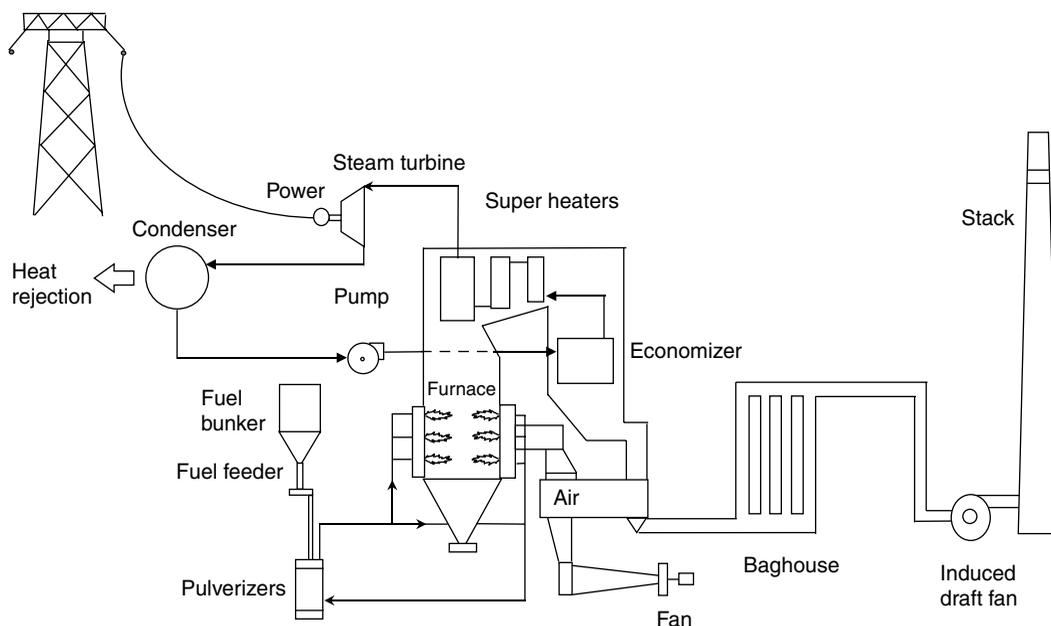 Steam turbine
Power
Super heaters
Stack
Condenser
Heat
rejection
Pump
Economizer
Furnace
Fuel
bunker
Fuel feeder
Air
Baghouse
Pulverizers
Induced
draft fan
Fan